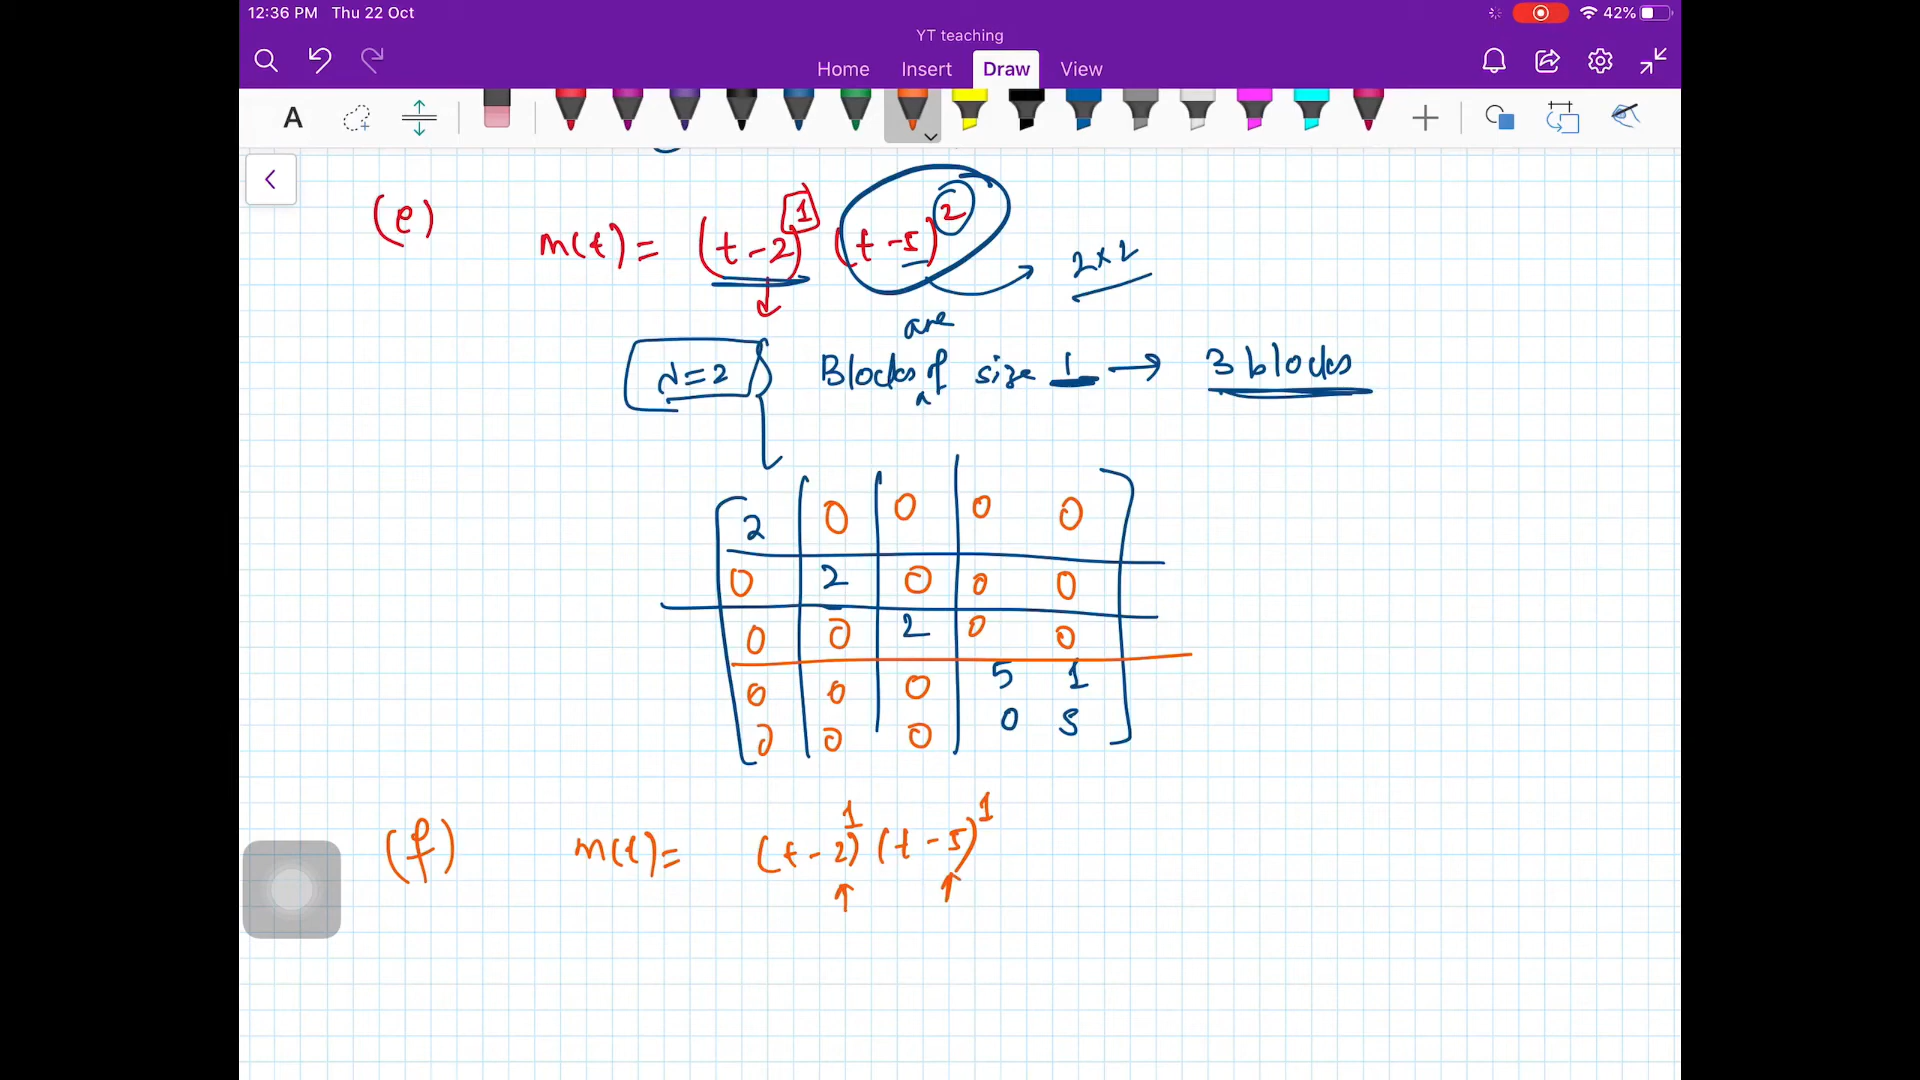 12:36 PM Thu 22 Oct
42%
YT teaching
Home Insert Draw View
A
(e) m(t) = (t-2)^1 (t-5)^2
2×2
are
λ=2 } Blocks of size 1 → 3 blocks
2 0 0 0 0
0 2 0 0 0
0 0 2 0 0
0 0 0 5 1
0 0 0 0 5
(f) m(t) = (t-2)^1 (t-5)^1